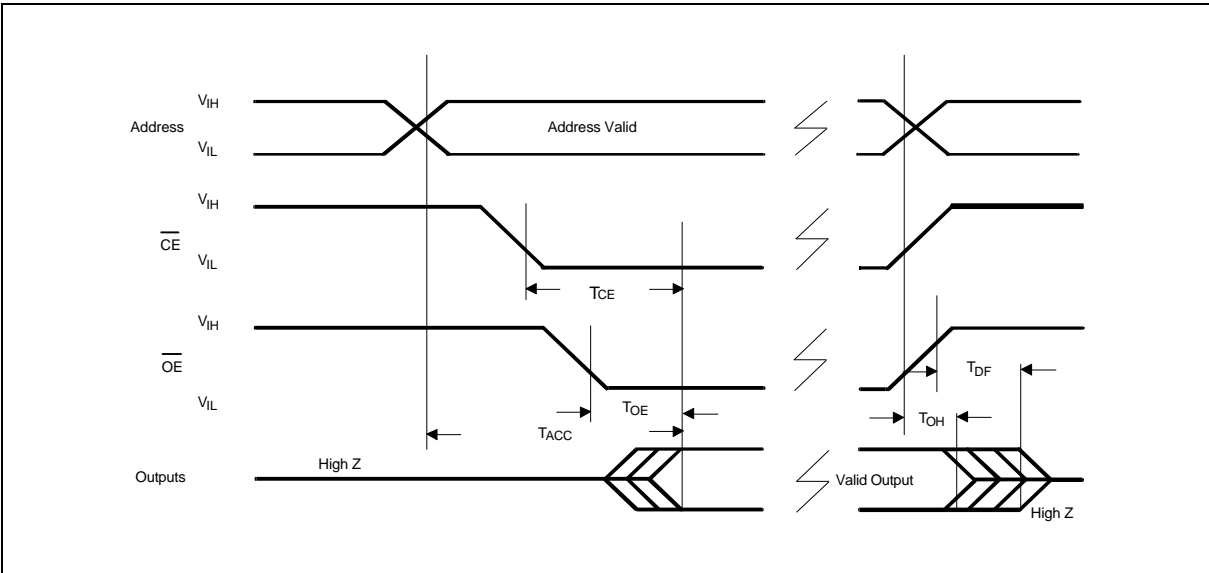 VIH
Address
Address Valid
VIL
VIH
CE
VIL
TCE
VIH
OE
TDF
VIL
TOE
TOH
TACC
High Z
Outputs
Valid Output
High Z